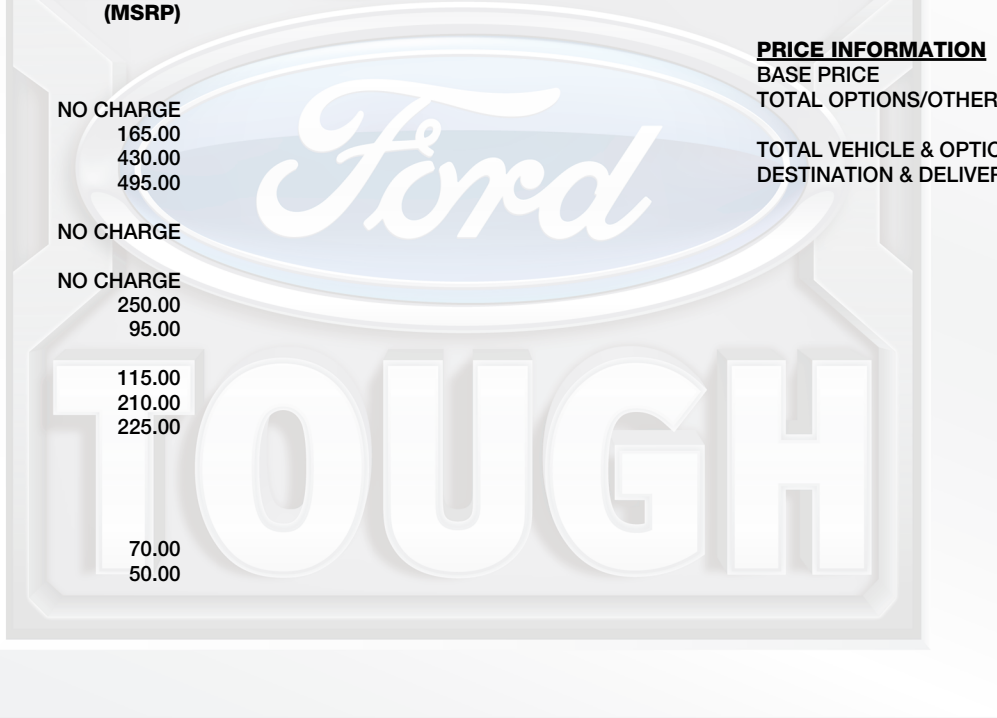 (MSRP)
NO CHARGE
165.00
430.00
495.00
NO CHARGE
NO CHARGE
250.00
95.00
115.00
210.00
225.00
70.00
50.00
PRICE INFORMATION
BASE PRICE
TOTAL OPTIONS/OTHER
TOTAL VEHICLE & OPTIO
DESTINATION & DELIVER
Ford
TOUGH